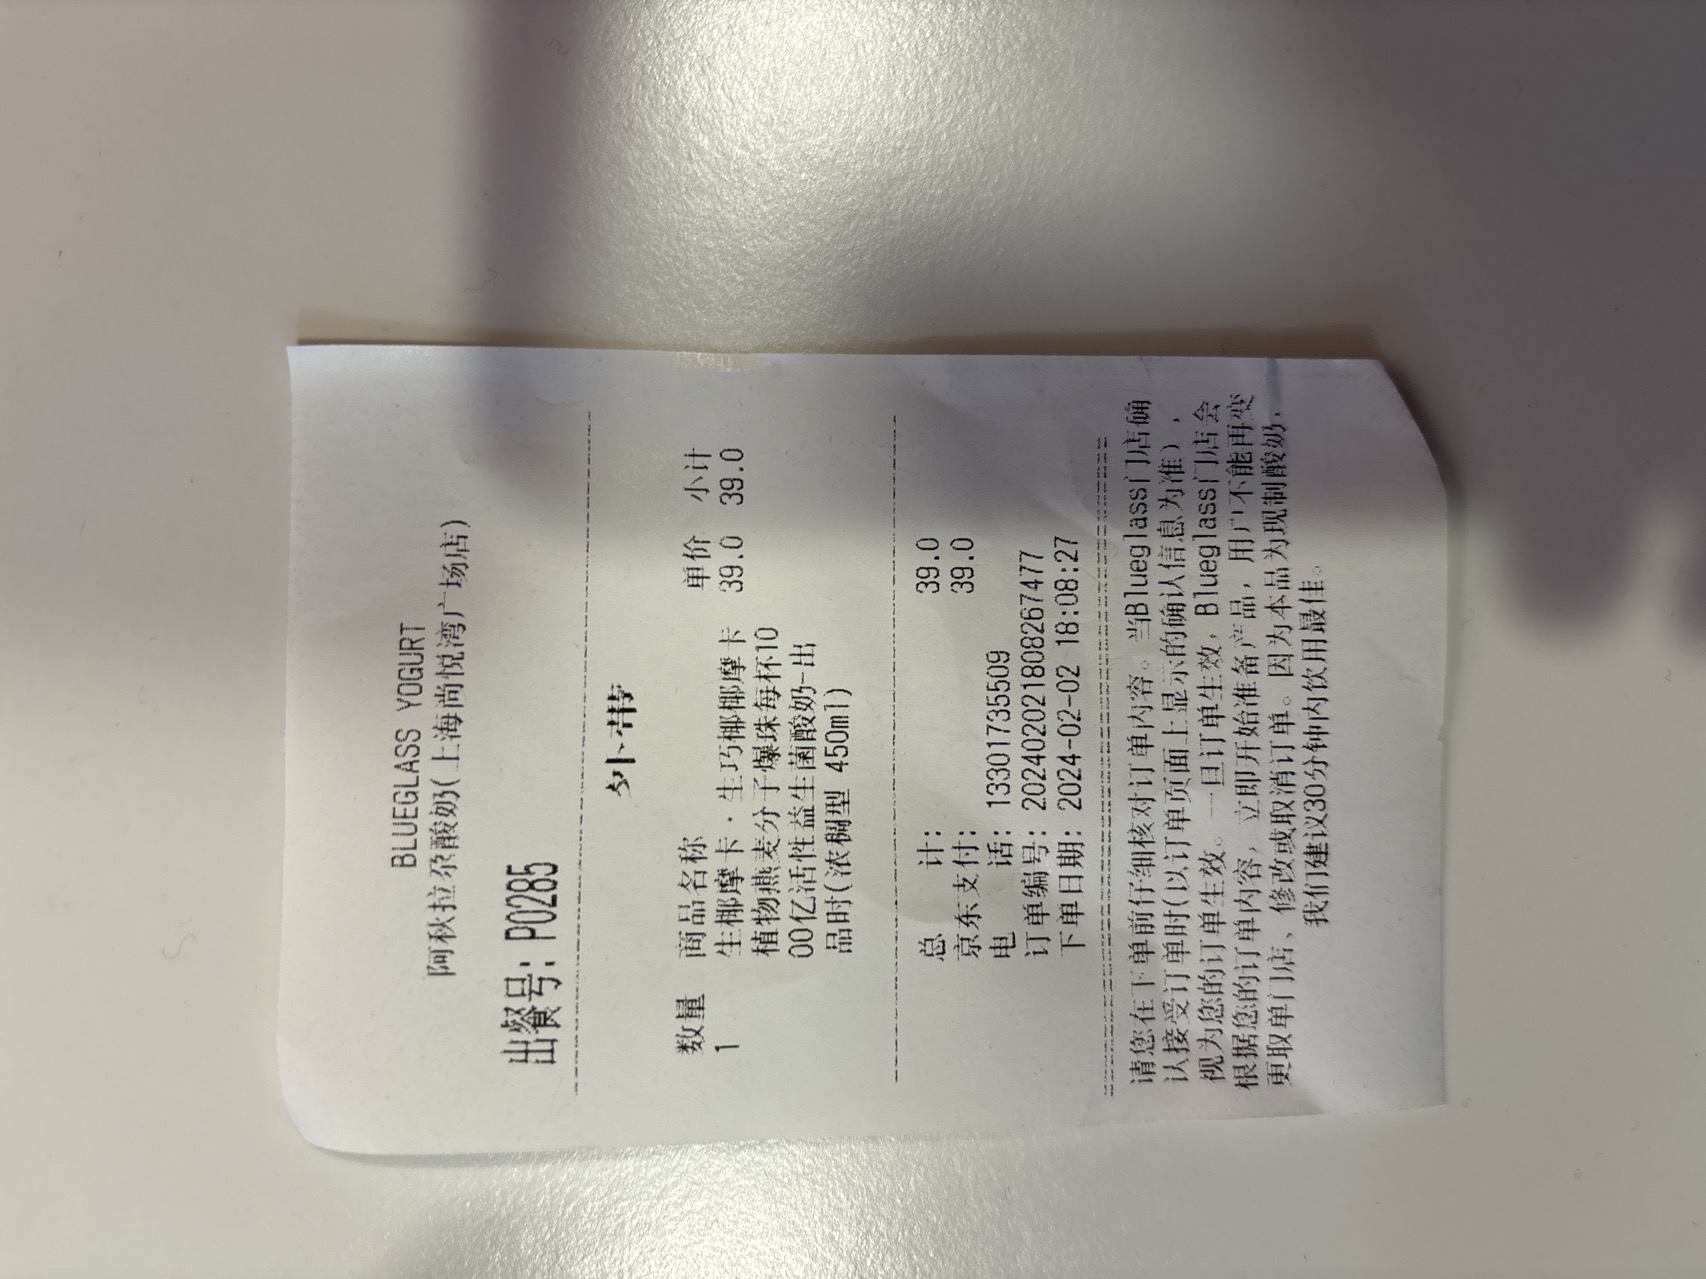 BLUEGLASS YOGURT
阿秋拉尕酸奶(上海尚悦湾广场店)
出餐号: P0285
外带
数量 商品名称 单价 小计
1 生椰摩卡·生巧椰椰摩卡 39.0 39.0
植物燕麦分子爆珠每杯10
00亿活性益生菌酸奶-出
品时(浓稠型 450ml)
总 计: 39.0
京东支付: 39.0
电 话: 13301735509
订单编号: 202402021808267477
下单日期: 2024-02-02 18:08:27
请您在下单前仔细核对订单内容。当Blueglass门店确
认接受订单时(以订单页面上显示的确认信息为准),
视为您的订单生效。一旦订单生效, Blueglass门店会
根据您的订单内容, 立即开始准备产品, 用户不能再变
更取单门店、修改或取消订单。因为本品为现制酸奶,
我们建议30分钟内饮用最佳。